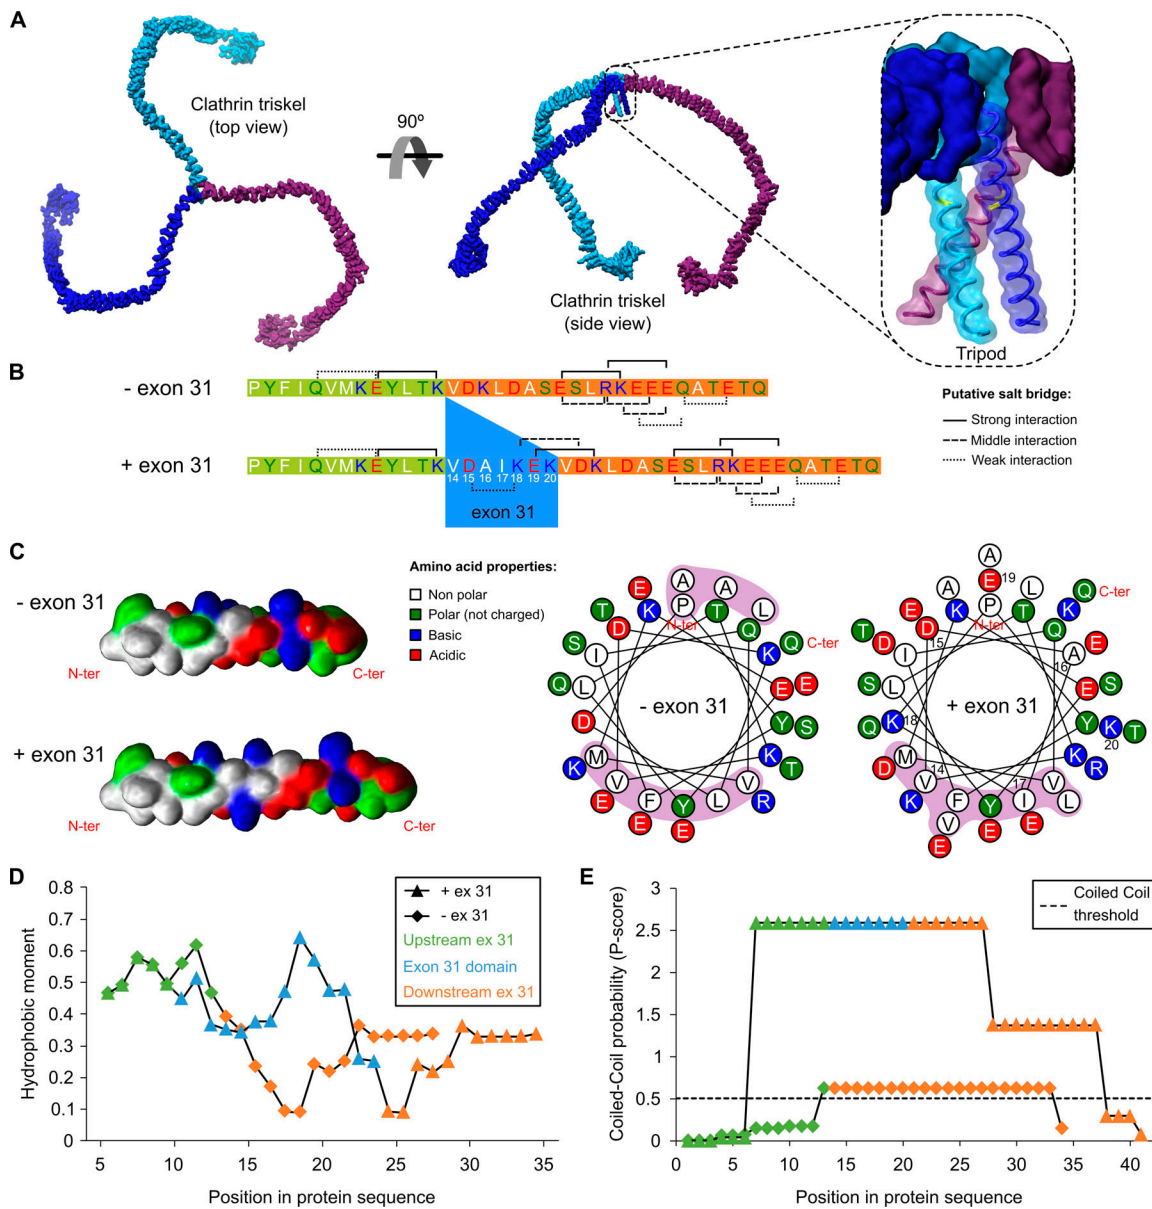 A
Clathrin triskel
(top view)
90º
Clathrin triskel
(side view)
Tripod
B
- exon 31
PYFIQVMKEYLTKVDKLDASESLRKEEEQATETQ
+ exon 31
PYFIQVMKEYLTKVDAIKEKVDKLDASESLRKEEEQATETQ
14 15 16 17 18 19 20
exon 31
Putative salt bridge:
Strong interaction
Middle interaction
Weak interaction
C
- exon 31
N-ter
C-ter
+ exon 31
N-ter
C-ter
Amino acid properties:
Non polar
Polar (not charged)
Basic
Acidic
A
E
A
L
T
K
P
T
N-ter
D
Q
S
I
K
Q
C-ter
Q
L
E
E
D
- exon 31
Y
S
K
M
K
T
V
V
E
F
Y
L
R
E
E
A
E
19
A
L
Q
C-ter
E
K
P
T
K
N-ter
T
D
D
15
Q
E
I
A
16
S
L
E
S
Q
K
18
+ exon 31
Y
K
T
20
D
M
K
R
14
17
K
V
V
L
F
Y
I
V
E
E
E
D
Hydrophobic moment
0.8
0.7
0.6
0.5
0.4
0.3
0.2
0.1
0
5 10 15 20 25 30 35
Position in protein sequence
+ ex 31
- ex 31
Upstream ex 31
Exon 31 domain
Downstream ex 31
E
Coiled-Coil probability (P-score)
3
2.5
2
1.5
1
0.5
0
0 5 10 15 20 25 30 35 40
Position in protein sequence
Coiled Coil
threshold